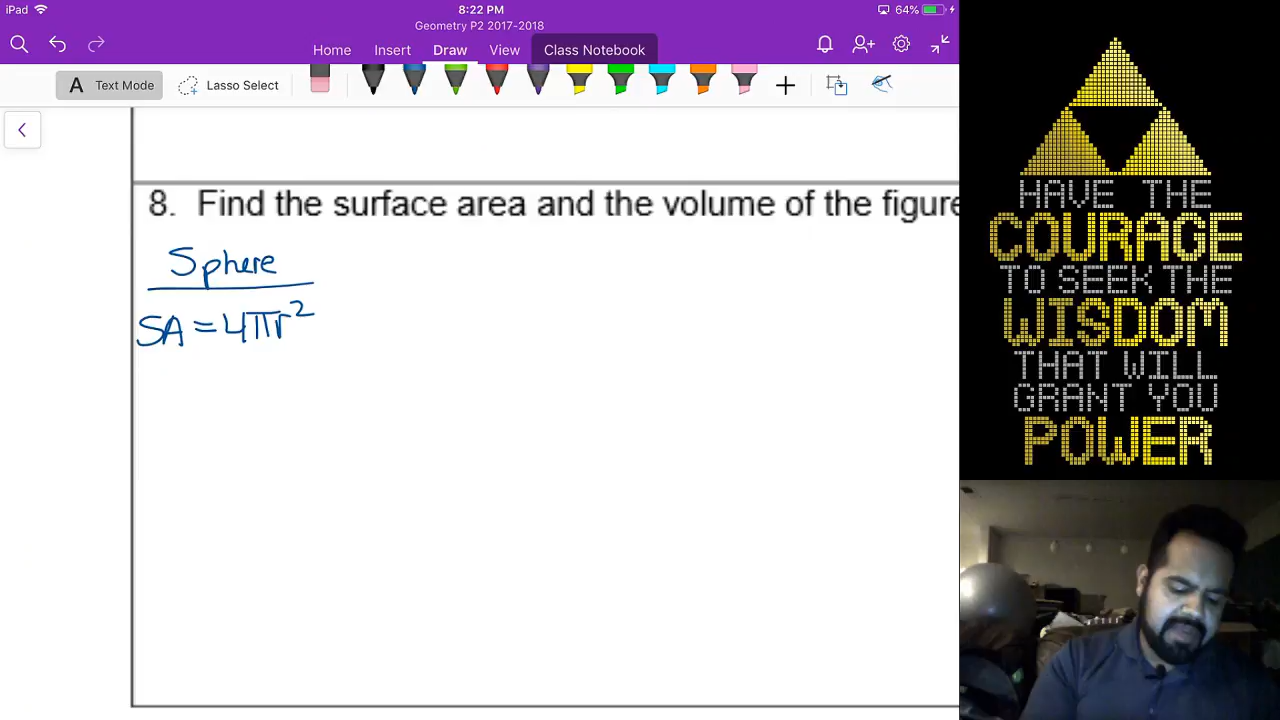 iPad
8:22 PM
64%
Geometry P2 2017-2018
Home Insert Draw View Class Notebook
A Text Mode
Lasso Select
8. Find the surface area and the volume of the figure
Sphere
SA = 4πr²
HAVE THE
COURAGE
TO SEEK THE
WISDOM
THAT WILL
GRANT YOU
POWER